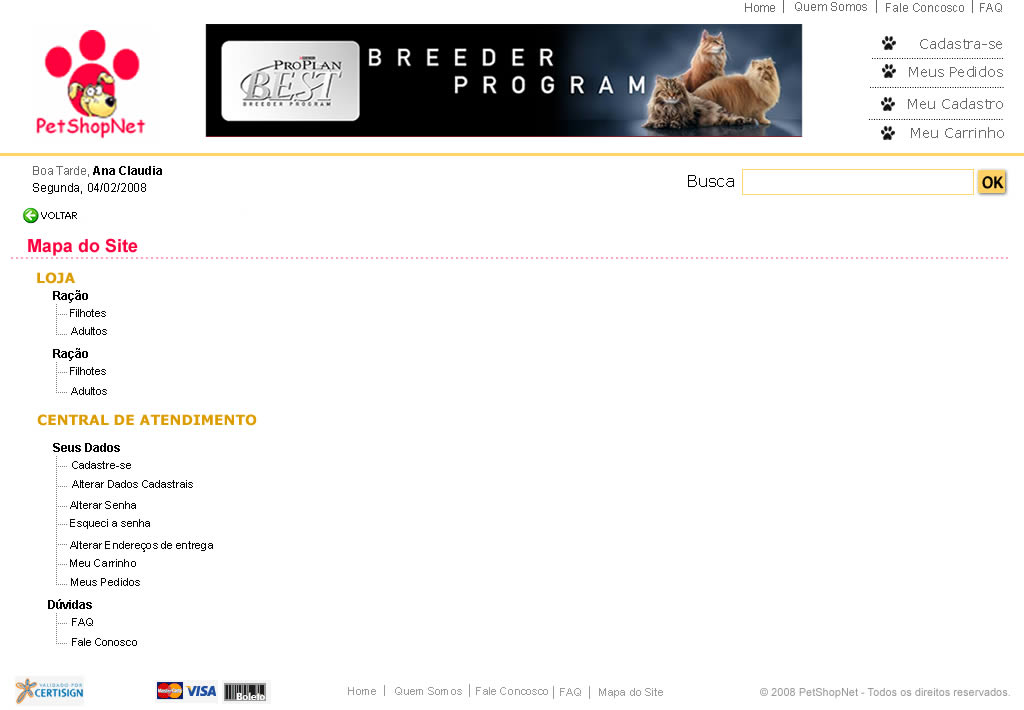 Home | Quem Somos | Fale Concosco | FAQ
PetShopNet
PRO PLAN
BEST
BREEDER PROGRAM
BREEDER
PROGRAM
Cadastra-se
Meus Pedidos
Meu Cadastro
Meu Carrinho
Boa Tarde, Ana Claudia
Segunda, 04/02/2008
Busca OK
VOLTAR
Mapa do Site
LOJA
Ração
Filhotes
Adultos
Ração
Filhotes
Adultos
CENTRAL DE ATENDIMENTO
Seus Dados
Cadastre-se
Alterar Dados Cadastrais
Alterar Senha
Esqueci a senha
Alterar Endereços de entrega
Meu Carrinho
Meus Pedidos
Dúvidas
FAQ
Fale Conosco
VALIDADO POR
CERTISIGN
MasterCard VISA Boleto
Home | Quem Somos | Fale Concosco | FAQ | Mapa do Site
© 2008 PetShopNet - Todos os direitos reservados.